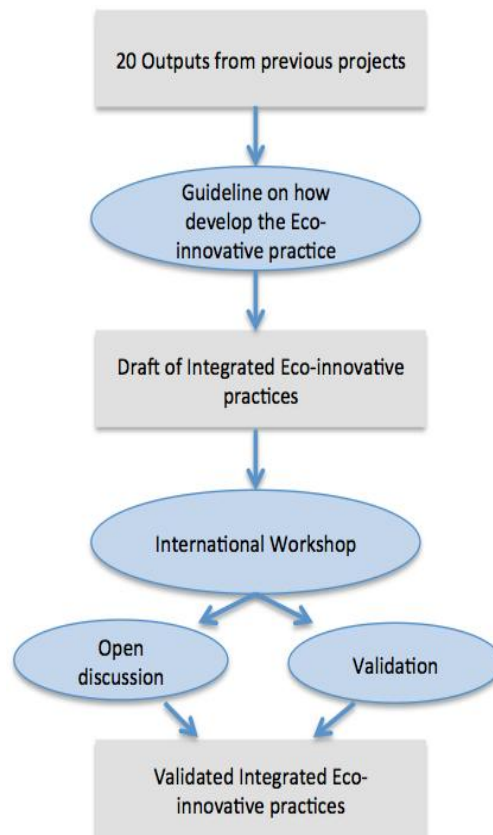 20 Outputs from previous projects
Guideline on how
develop the Eco-
innovative practice
Draft of Integrated Eco-innovative
practices
International Workshop
Open
discussion
Validation
Validated Integrated Eco-
innovative practices